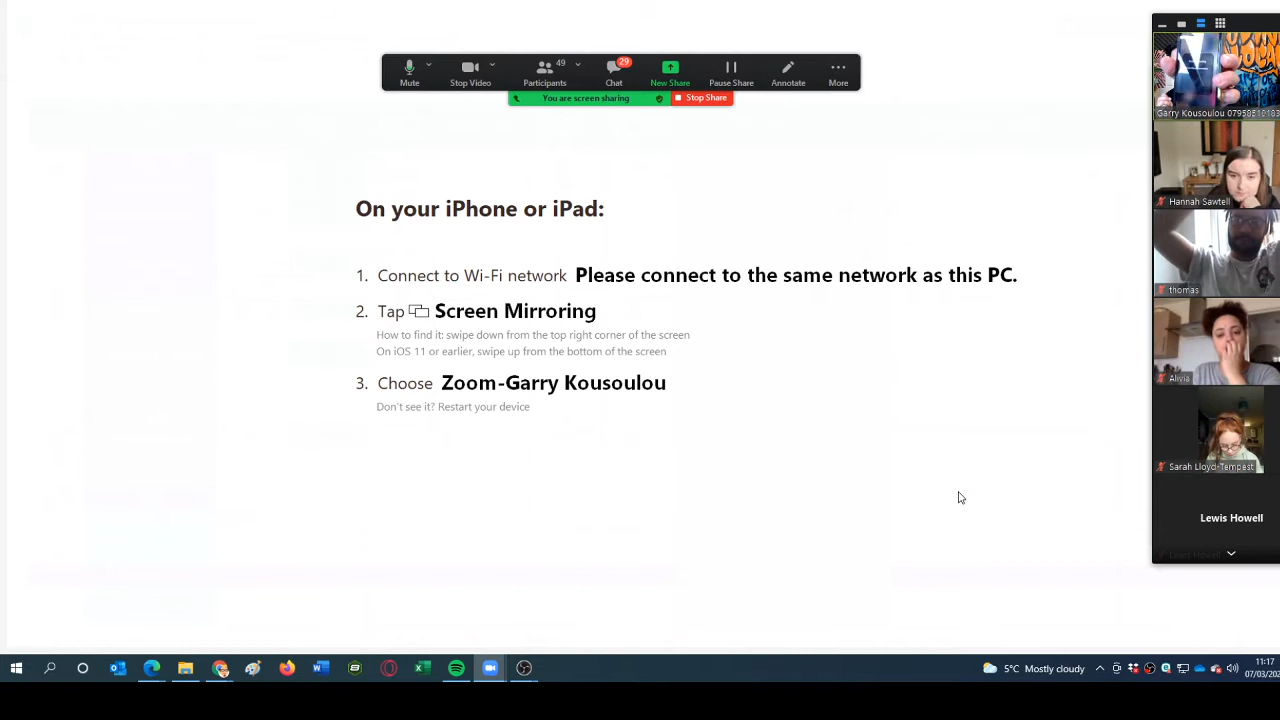 49
29
Mute
Stop Video
Participants
Chat
New Share
Pause Share
Annotate
More
You are screen sharing
Stop Share
On your iPhone or iPad:
1. Connect to Wi-Fi network Please connect to the same network as this PC.
2. Tap Screen Mirroring
How to find it: swipe down from the top right corner of the screen
On iOS 11 or earlier, swipe up from the bottom of the screen
3. Choose Zoom-Garry Kousoulou
Don't see it? Restart your device
Garry Kousoulou
Hannah Sawtell
thomas
Alivia
Sarah Lloyd-Tempest
Lewis Howell
Lewis Howell
5°C Mostly cloudy
11:17